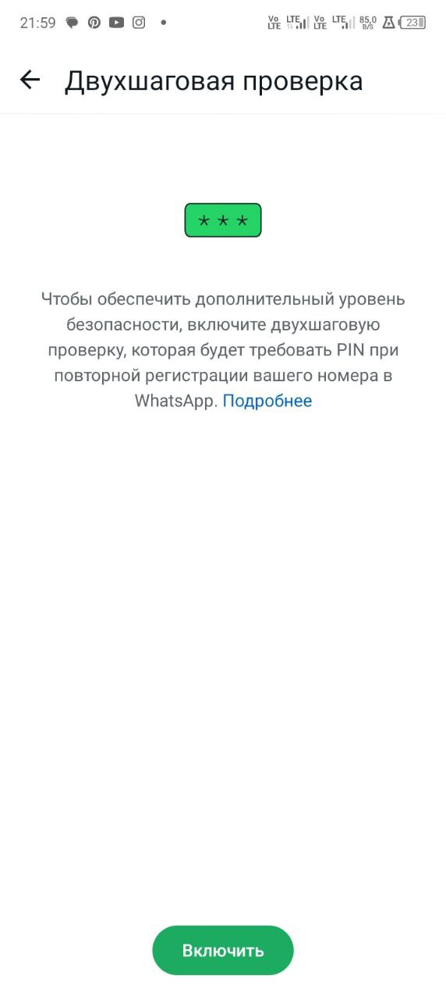 21:59 Vo LTE LTE Vo LTE LTE 85,0 B/S 23
Двухшаговая проверка
***
Чтобы обеспечить дополнительный уровень
безопасности, включите двухшаговую
проверку, которая будет требовать PIN при
повторной регистрации вашего номера в
WhatsApp. Подробнее
Включить